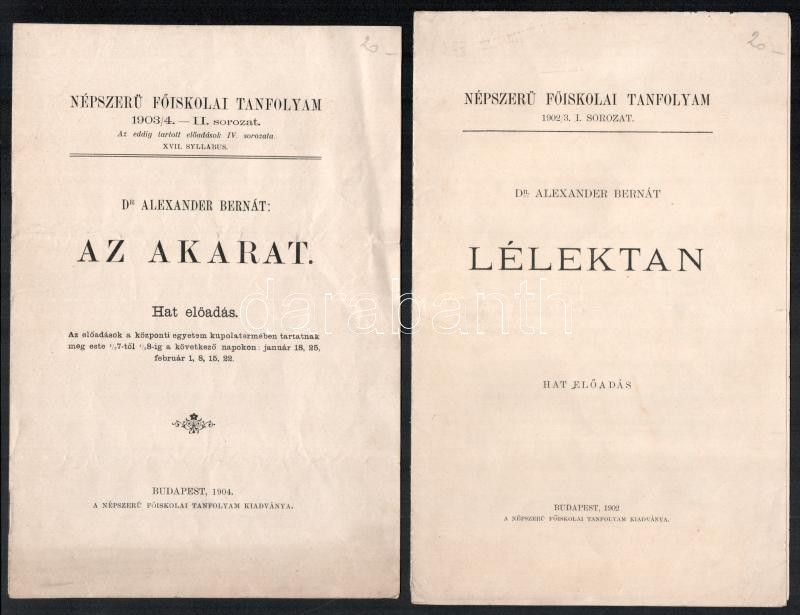 20–
NÉPSZERŰ FŐISKOLAI TANFOLYAM
1903/4. — II. sorozat.
Az eddig tartott előadások IV. sorozata.
XVII. SYLLABUS.
DR ALEXANDER BERNÁT:
AZ AKARAT.
Hat előadás.
Az előadások a központi egyetem kupolatermében tartatnak
meg este ½7-től ½8-ig a következő napokon: január 18, 25,
február 1, 8, 15, 22.
BUDAPEST, 1904.
A NÉPSZERŰ FŐISKOLAI TANFOLYAM KIADVÁNYA.
20–
NÉPSZERŰ FŐISKOLAI TANFOLYAM
1902/3. I. SOROZAT.
DR. ALEXANDER BERNÁT
LÉLEKTAN
HAT ELŐADÁS
BUDAPEST, 1902
A NÉPSZERŰ FŐISKOLAI TANFOLYAM KIADVÁNYA.
darabanth